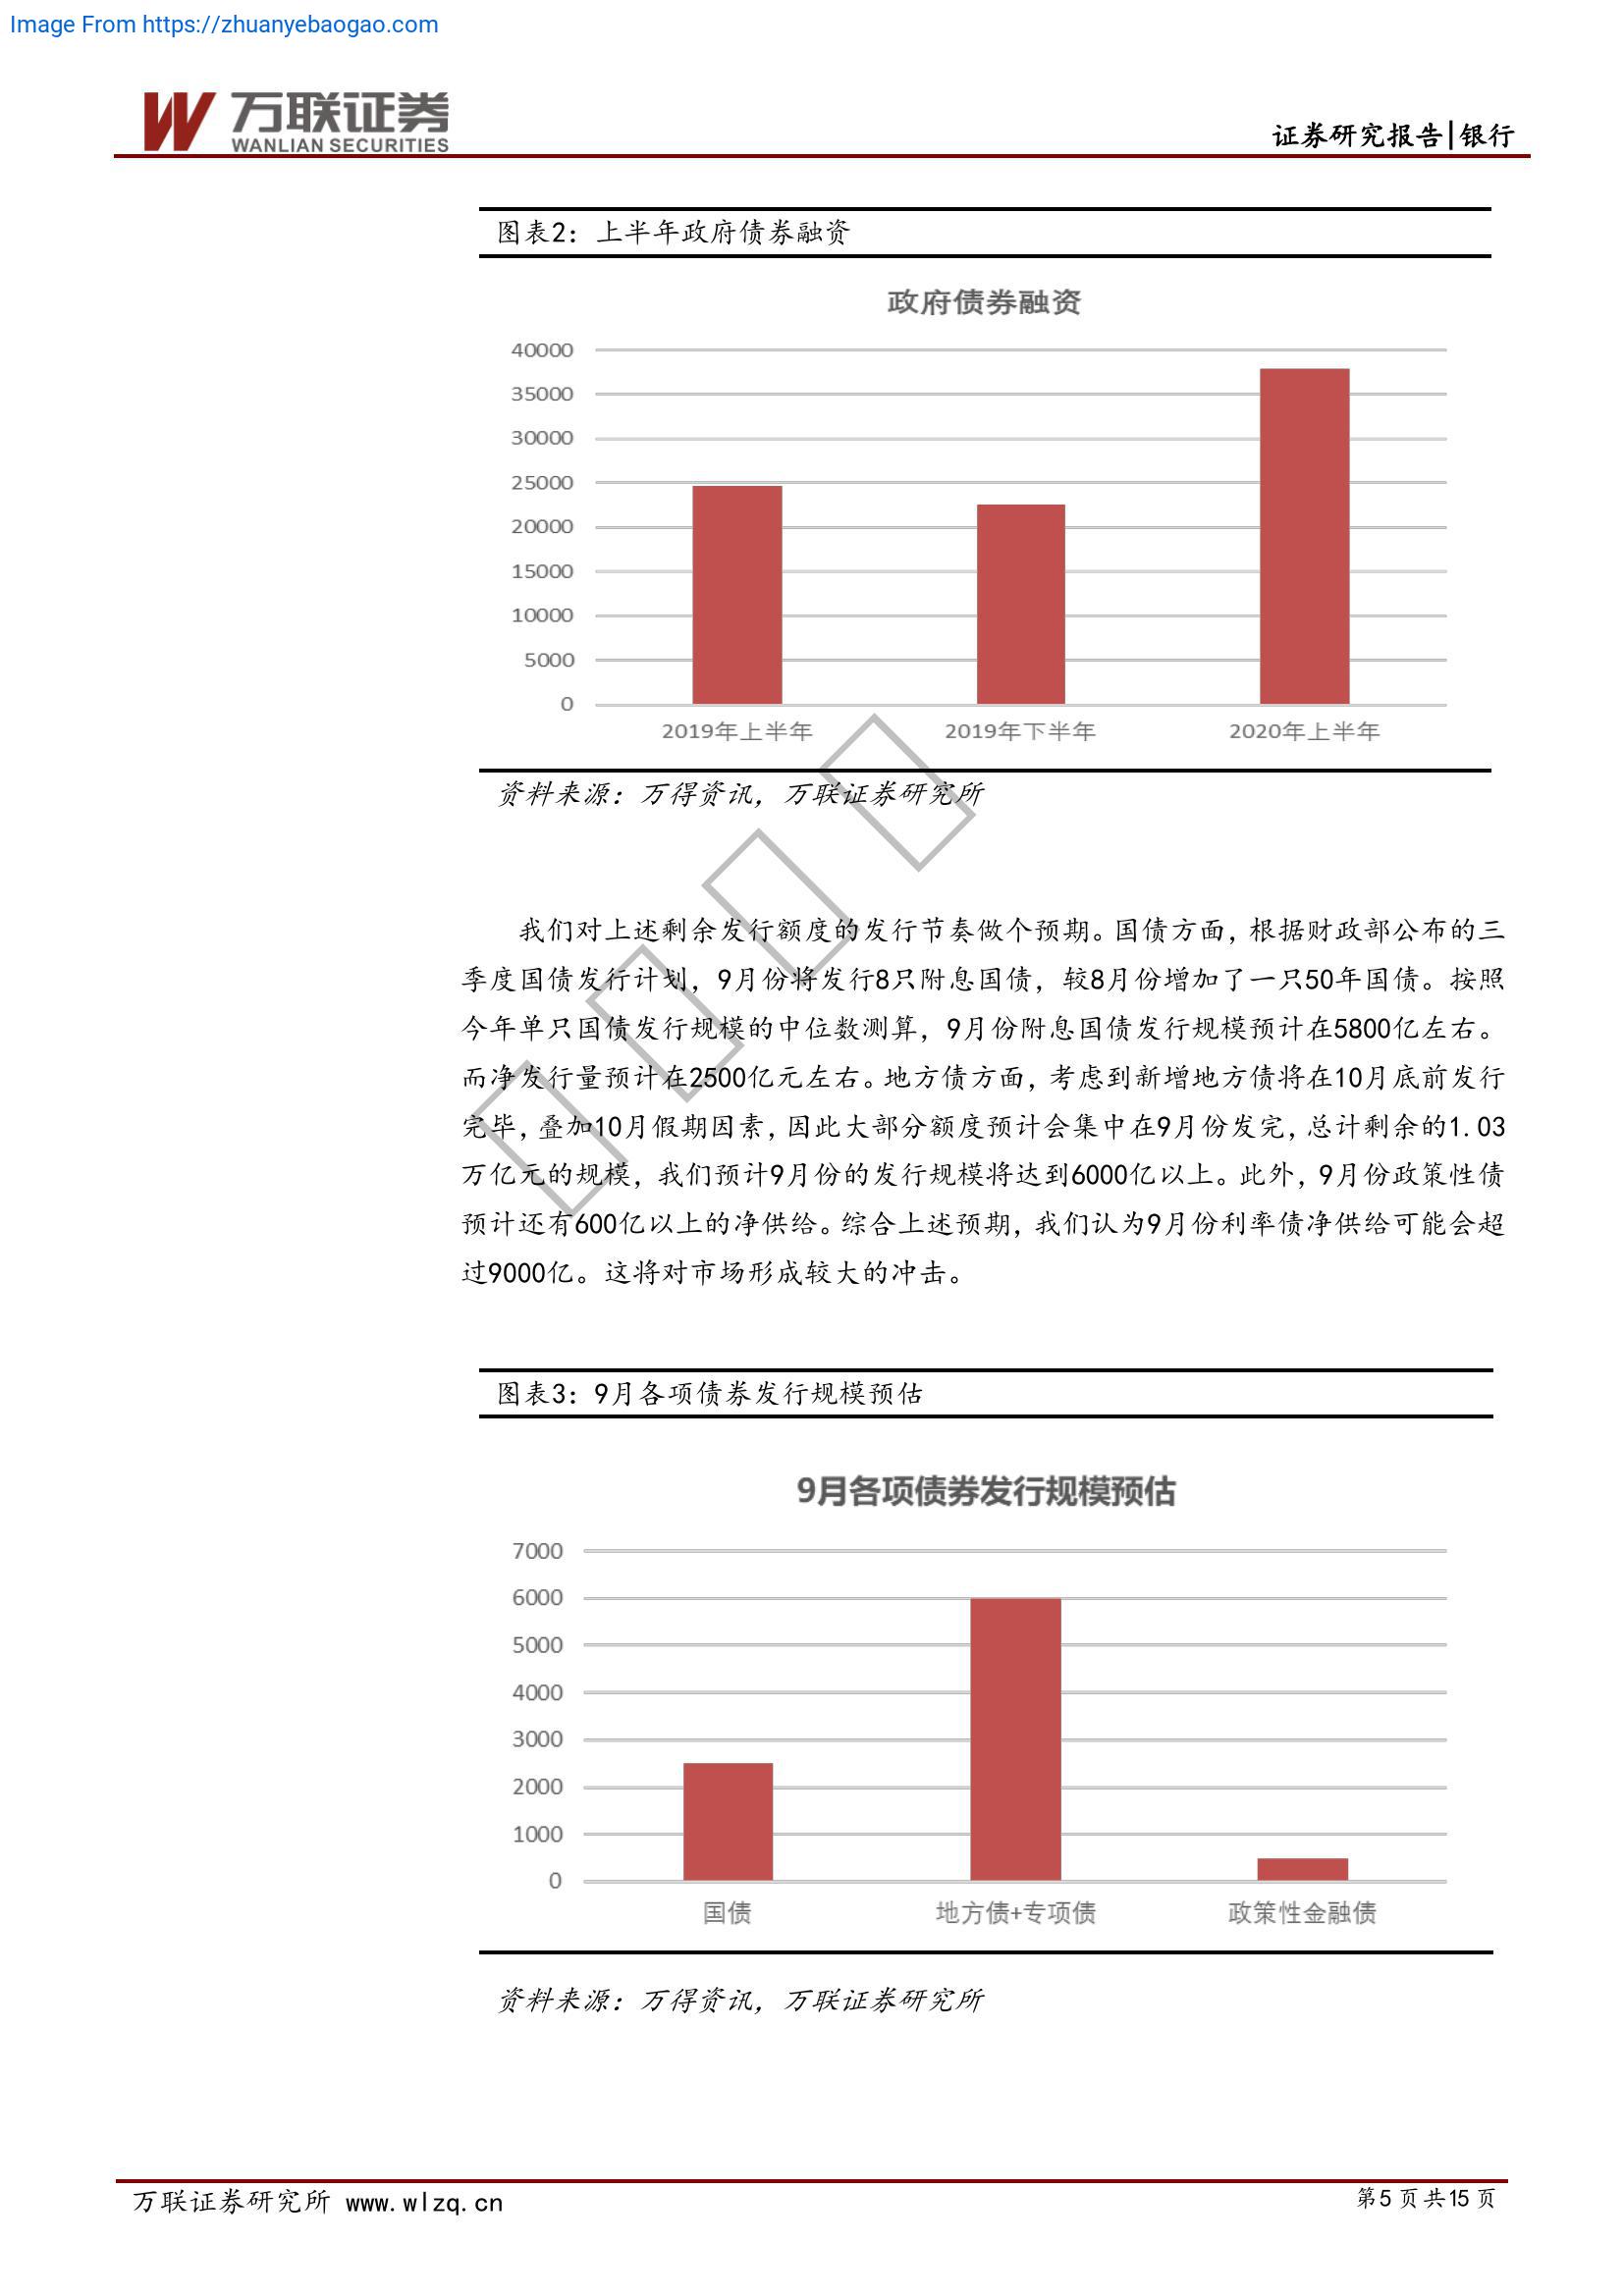 Image From https://zhuanyebaogao.com
万联证券
WANLIAN SECURITIES
证券研究报告|银行
图表2：上半年政府债券融资
政府债券融资
40000
35000
30000
25000
20000
15000
10000
5000
0
2019年上半年 2019年下半年 2020年上半年
资料来源：万得资讯，万联证券研究所
我们对上述剩余发行额度的发行节奏做个预期。国债方面，根据财政部公布的三
季度国债发行计划，9月份将发行8只附息国债，较8月份增加了一只50年国债。按照
今年单只国债发行规模的中位数测算，9月份附息国债发行规模预计在5800亿左右。
而净发行量预计在2500亿元左右。地方债方面，考虑到新增地方债将在10月底前发行
完毕，叠加10月假期因素，因此大部分额度预计会集中在9月份发完，总计剩余的1.03
万亿元的规模，我们预计9月份的发行规模将达到6000亿以上。此外，9月份政策性债
预计还有600亿以上的净供给。综合上述预期，我们认为9月份利率债净供给可能会超
过9000亿。这将对市场形成较大的冲击。
图表3：9月各项债券发行规模预估
9月各项债券发行规模预估
7000
6000
5000
4000
3000
2000
1000
0
国债 地方债+专项债 政策性金融债
资料来源：万得资讯，万联证券研究所
万联证券研究所 www.wlzq.cn
第5页共15页